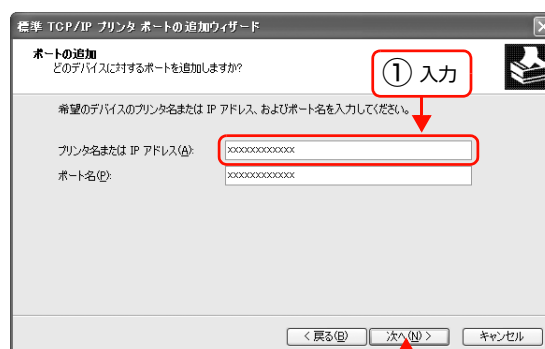 標準 TCP/IP プリンタ ポートの追加ウィザード
ポートの追加
どのデバイスに対するポートを追加しますか?
① 入力
希望のデバイスのプリンタ名または IP アドレス、およびポート名を入力してください。
プリンタ名または IP アドレス(A): xxxxxxxxxxxx
ポート名(P): xxxxxxxxxxxx
< 戻る(B) 次へ(N) > キャンセル